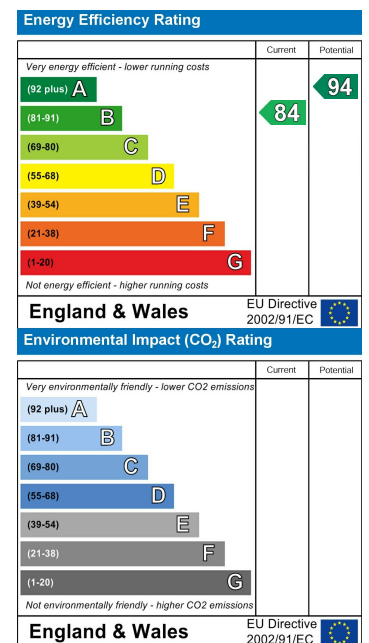 Energy Efficiency Rating
Current Potential
Very energy efficient - lower running costs
(92 plus) A
94
(81-91) B
84
(69-80) C
(55-68) D
(39-54) E
(21-38) F
(1-20) G
Not energy efficient - higher running costs
England & Wales
EU Directive
2002/91/EC
Environmental Impact (CO₂) Rating
Current Potential
Very environmentally friendly - lower CO2 emissions
(92 plus) A
(81-91) B
(69-80) C
(55-68) D
(39-54) E
(21-38) F
(1-20) G
Not environmentally friendly - higher CO2 emissions
England & Wales
EU Directive
2002/91/EC